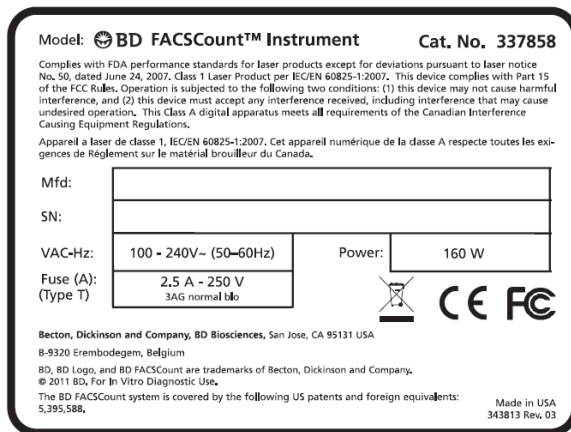 Model: BD FACSCount™ Instrument Cat. No. 337858
Complies with FDA performance standards for laser products except for deviations pursuant to laser notice
No. 50, dated June 24, 2007. Class 1 Laser Product per IEC/EN 60825-1:2007. This device complies with Part 15
of the FCC Rules. Operation is subjected to the following two conditions: (1) this device may not cause harmful
interference, and (2) this device must accept any interference received, including interference that may cause
undesired operation. This Class A digital apparatus meets all requirements of the Canadian Interference
Causing Equipment Regulations.
Appareil a laser de classe 1, IEC/EN 60825-1:2007. Cet appareil numérique de la classe A respecte toutes les exi-
gences de Réglement sur le matérial brouilleur du Canada.
Mfd:
SN:
VAC-Hz: 100 - 240V~ (50–60Hz) Power: 160 W
Fuse (A): 2.5 A - 250 V
(Type T) 3AG normal blo
CE FC
Becton, Dickinson and Company, BD Biosciences, San Jose, CA 95131 USA
B-9320 Erembodegem, Belgium
BD, BD Logo, and BD FACSCount are trademarks of Becton, Dickinson and Company.
© 2011 BD. For In Vitro Diagnostic Use.
The BD FACSCount system is covered by the following US patents and foreign equivalents:
5,395,588.
Made in USA
343813 Rev. 03